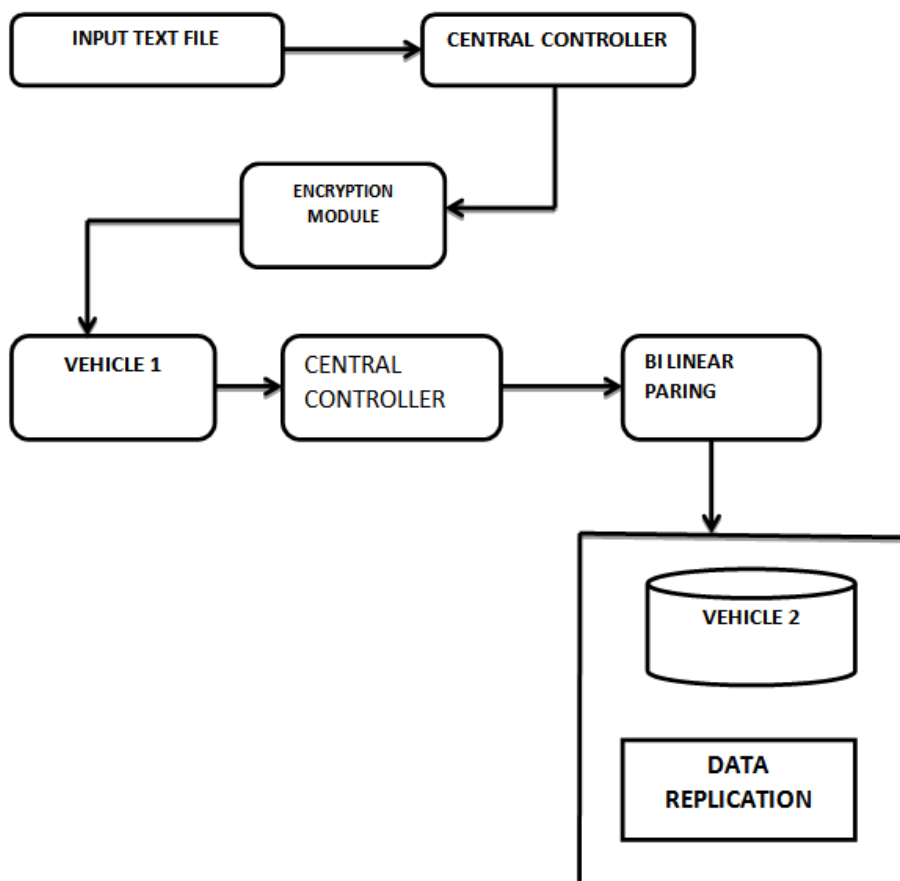 INPUT TEXT FILE
CENTRAL CONTROLLER
ENCRYPTION
MODULE
VEHICLE 1
CENTRAL
CONTROLLER
BI LINEAR
PARING
VEHICLE 2
DATA
REPLICATION